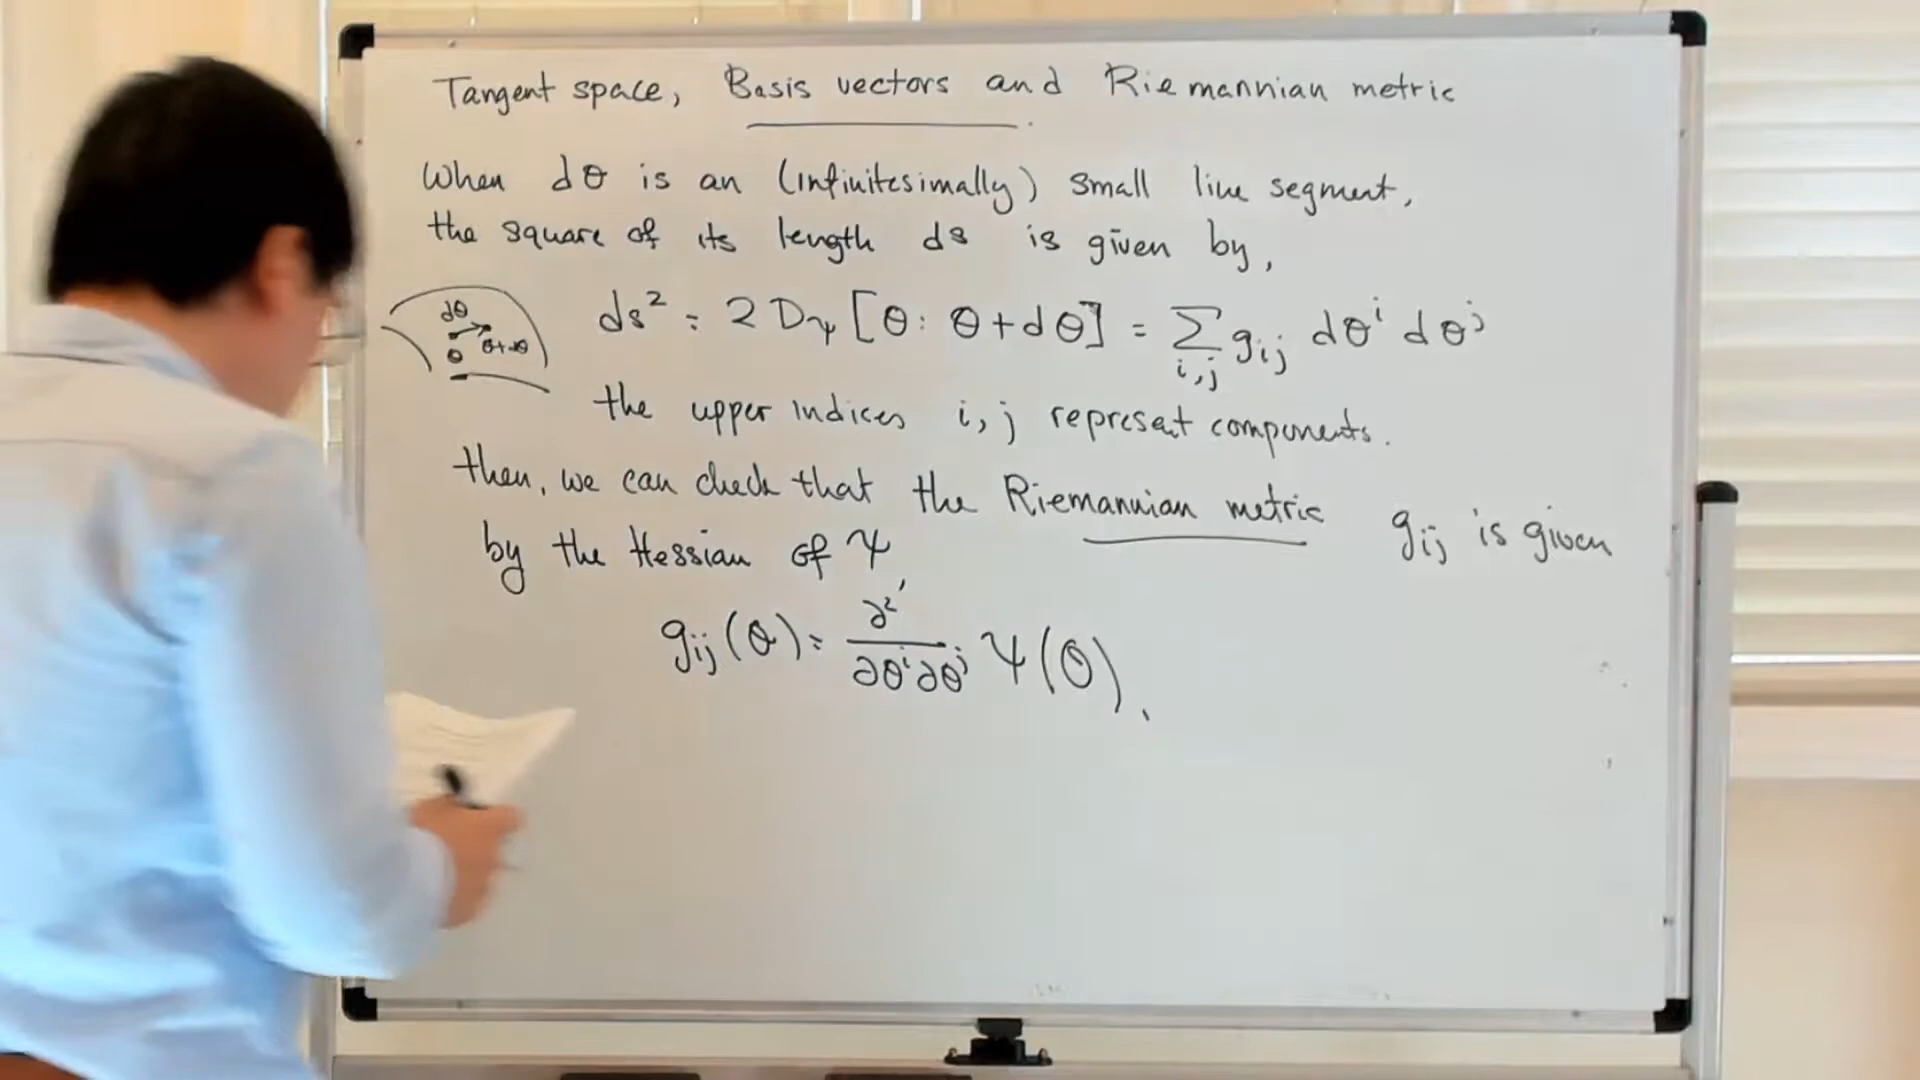 Tangent space, Basis vectors and Riemannian metric
When dθ is an (infinitesimally) small line segment,
the square of its length ds is given by,
dθ
θ θ+dθ
ds² = 2 Dψ [θ: θ+dθ] = Σ i,j gij dθⁱ dθʲ
the upper indices i, j represent components.
then, we can check that the Riemannian metric gij is given
by the Hessian of ψ,
gij(θ) = ∂²/∂θⁱ∂θʲ ψ(θ),